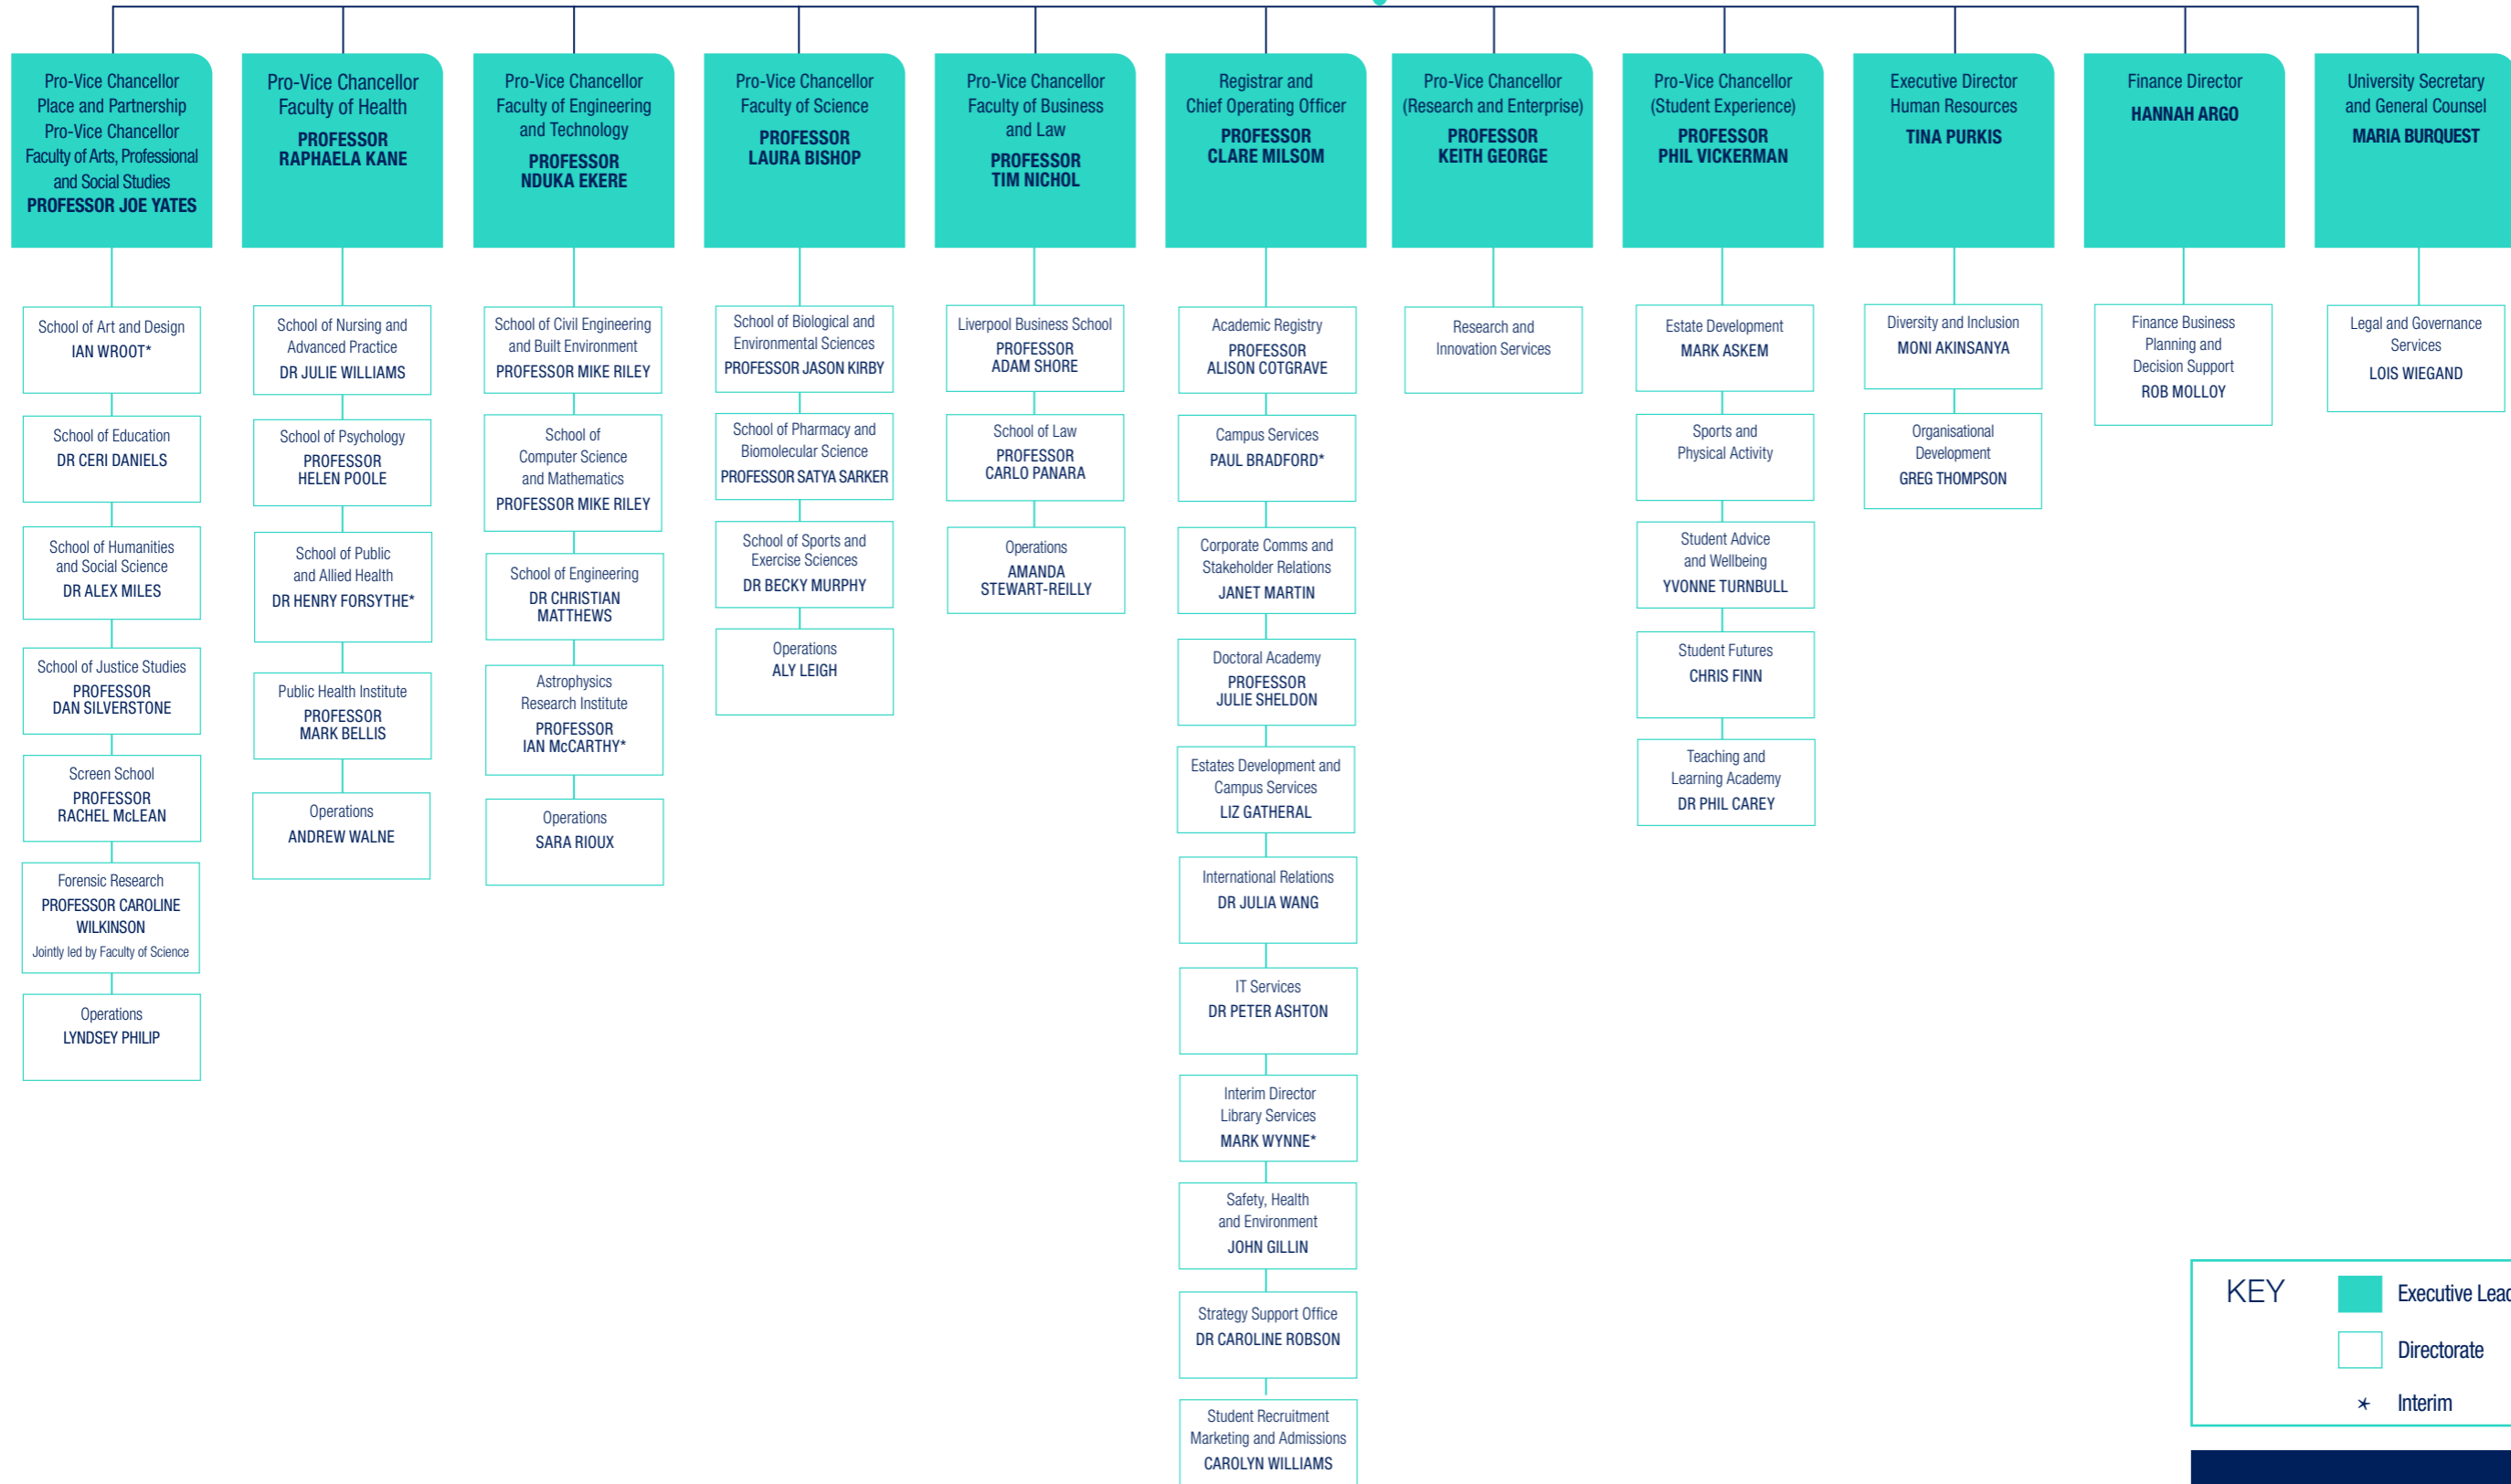 Pro-Vice Chancellor
Place and Partnership
Pro-Vice Chancellor
Faculty of Arts, Professional
and Social Studies
PROFESSOR JOE YATES
School of Art and Design
IAN WROOT*
School of Education
DR CERI DANIELS
School of Humanities
and Social Science
DR ALEX MILES
School of Justice Studies
PROFESSOR
DAN SILVERSTONE
Screen School
PROFESSOR
RACHEL McLEAN
Forensic Research
PROFESSOR CAROLINE
WILKINSON
Jointly led by Faculty of Science
Operations
LYNDSEY PHILIP
Pro-Vice Chancellor
Faculty of Health
PROFESSOR
RAPHAELA KANE
School of Nursing and
Advanced Practice
DR JULIE WILLIAMS
School of Psychology
PROFESSOR
HELEN POOLE
School of Public
and Allied Health
DR HENRY FORSYTHE*
Public Health Institute
PROFESSOR
MARK BELLIS
Operations
ANDREW WALNE
Pro-Vice Chancellor
Faculty of Engineering
and Technology
PROFESSOR
NDUKA EKERE
School of Civil Engineering
and Built Environment
PROFESSOR MIKE RILEY
School of
Computer Science
and Mathematics
PROFESSOR MIKE RILEY
School of Engineering
DR CHRISTIAN
MATTHEWS
Astrophysics
Research Institute
PROFESSOR
IAN McCARTHY*
Operations
SARA RIOUX
Pro-Vice Chancellor
Faculty of Science
PROFESSOR
LAURA BISHOP
School of Biological and
Environmental Sciences
PROFESSOR JASON KIRBY
School of Pharmacy and
Biomolecular Science
PROFESSOR SATYA SARKER
School of Sports and
Exercise Sciences
DR BECKY MURPHY
Operations
ALY LEIGH
Pro-Vice Chancellor
Faculty of Business
and Law
PROFESSOR
TIM NICHOL
Liverpool Business School
PROFESSOR
ADAM SHORE
School of Law
PROFESSOR
CARLO PANARA
Operations
AMANDA
STEWART-REILLY
Registrar and
Chief Operating Officer
PROFESSOR
CLARE MILSOM
Academic Registry
PROFESSOR
ALISON COTGRAVE
Campus Services
PAUL BRADFORD*
Corporate Comms and
Stakeholder Relations
JANET MARTIN
Doctoral Academy
PROFESSOR
JULIE SHELDON
Estates Development and
Campus Services
LIZ GATHERAL
International Relations
DR JULIA WANG
IT Services
DR PETER ASHTON
Interim Director
Library Services
MARK WYNNE*
Safety, Health
and Environment
JOHN GILLIN
Strategy Support Office
DR CAROLINE ROBSON
Student Recruitment
Marketing and Admissions
CAROLYN WILLIAMS
Pro-Vice Chancellor
(Research and Enterprise)
PROFESSOR
KEITH GEORGE
Research and
Innovation Services
Pro-Vice Chancellor
(Student Experience)
PROFESSOR
PHIL VICKERMAN
Estate Development
MARK ASKEM
Sports and
Physical Activity
Student Advice
and Wellbeing
YVONNE TURNBULL
Student Futures
CHRIS FINN
Teaching and
Learning Academy
DR PHIL CAREY
Executive Director
Human Resources
TINA PURKIS
Diversity and Inclusion
MONI AKINSANYA
Organisational
Development
GREG THOMPSON
Finance Director
HANNAH ARGO
Finance Business
Planning and
Decision Support
ROB MOLLOY
University Secretary
and General Counsel
MARIA BURQUEST
Legal and Governance
Services
LOIS WIEGAND
KEY
Executive Lead
Directorate
* Interim